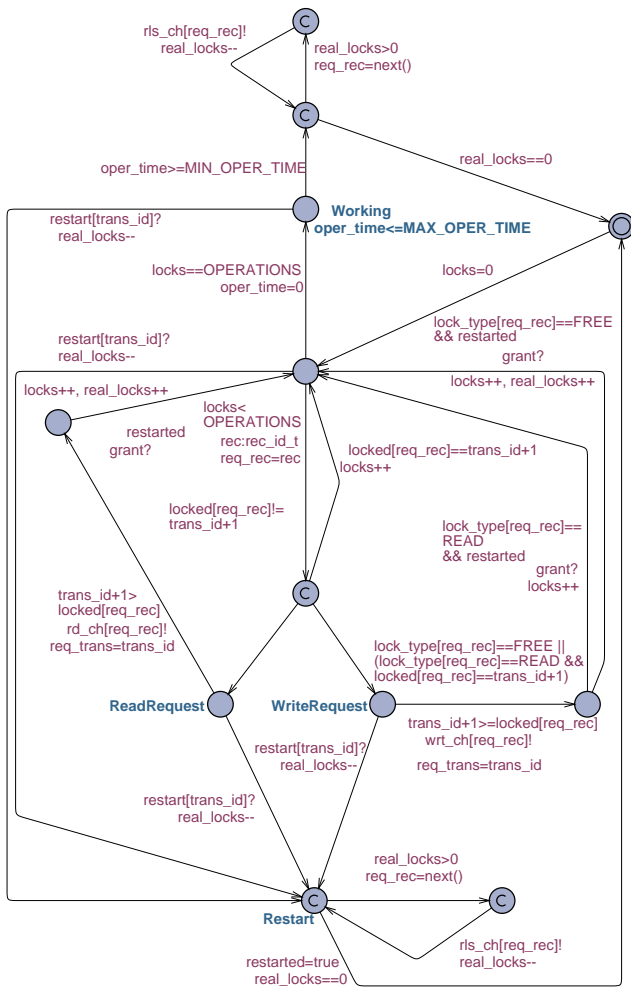 C
rls_ch[req_rec]!
real_locks--
real_locks>0
req_rec=next()
C
real_locks==0
oper_time>=MIN_OPER_TIME
restart[trans_id]?
real_locks--
Working
oper_time<=MAX_OPER_TIME
locks==OPERATIONS
oper_time=0
locks=0
lock_type[req_rec]==FREE
&& restarted
grant?
locks++, real_locks++
restart[trans_id]?
real_locks--
locks++, real_locks++
restarted
grant?
locks<
OPERATIONS
rec:rec_id_t
req_rec=rec
locked[req_rec]==trans_id+1
locks++
locked[req_rec]!=
trans_id+1
lock_type[req_rec]==
READ
&& restarted
grant?
locks++
C
trans_id+1>
locked[req_rec]
rd_ch[req_rec]!
req_trans=trans_id
lock_type[req_rec]==FREE ||
(lock_type[req_rec]==READ &&
locked[req_rec]==trans_id+1)
ReadRequest
WriteRequest
trans_id+1>=locked[req_rec]
wrt_ch[req_rec]!
req_trans=trans_id
restart[trans_id]?
real_locks--
restart[trans_id]?
real_locks--
real_locks>0
req_rec=next()
C
C
Restart
rls_ch[req_rec]!
real_locks--
restarted=true
real_locks==0